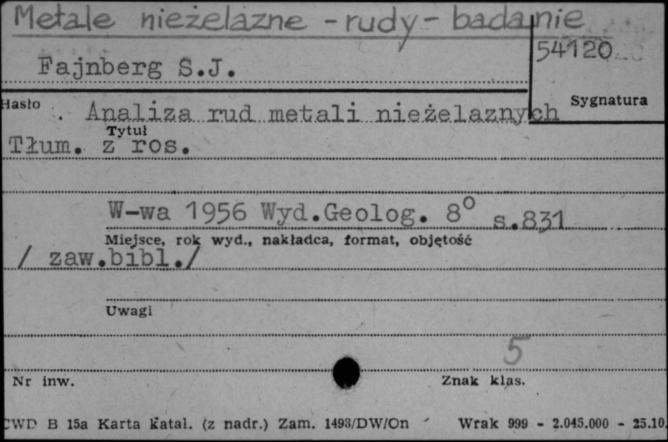 Metale nieżelazne - rudy - badanie
54120
Fajnberg S.J.
Hasło
Sygnatura
. Analiza rud metali nieżelaznych
Tytuł
Tłum. z ros.
W-wa 1956 Wyd.Geolog. 8° s.831
Miejsce, rok wyd., nakładca, format, objętość
/ zaw.bibl./
Uwagi
5
Nr inw.
Znak klas.
CWD B 15a Karta katal. (z nadr.) Zam. 1493/DW/On Wrak 999 - 2.045.000 - 25.10.